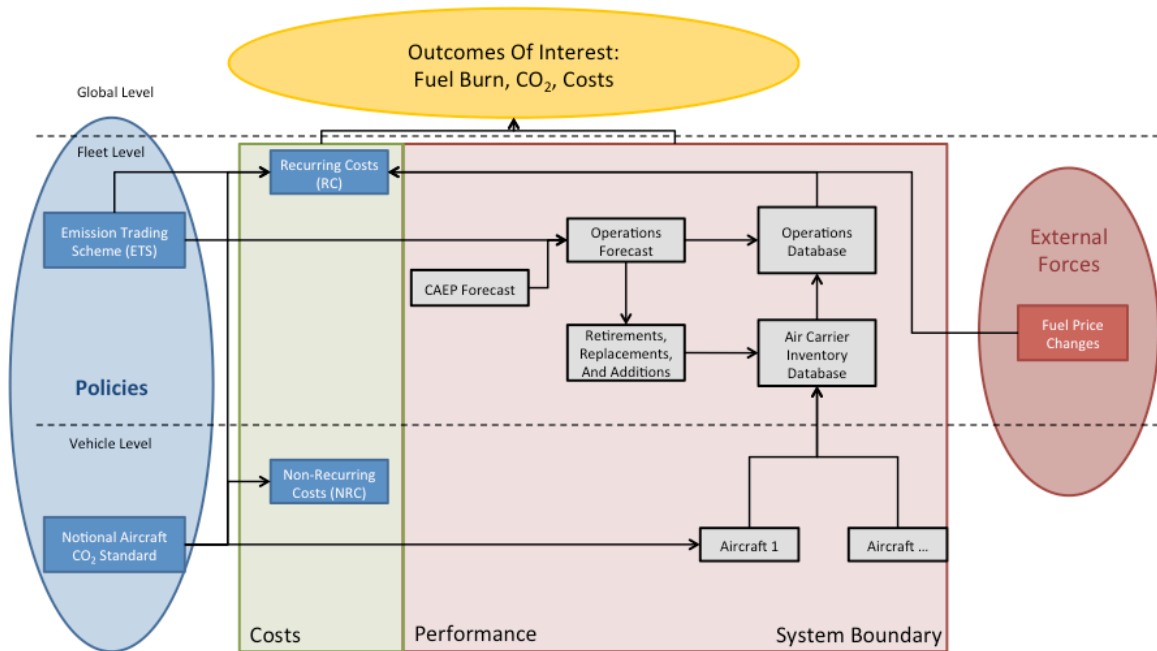 Outcomes Of Interest:
Fuel Burn, CO₂, Costs
Global Level
Fleet Level
Recurring Costs
(RC)
Emission Trading
Scheme (ETS)
Operations
Forecast
Operations
Database
External
Forces
CAEP Forecast
Fuel Price
Changes
Retirements,
Replacements,
And Additions
Air Carrier
Inventory
Database
Policies
Vehicle Level
Non-Recurring
Costs (NRC)
Notional Aircraft
CO₂ Standard
Aircraft 1
Aircraft ...
Costs
Performance
System Boundary